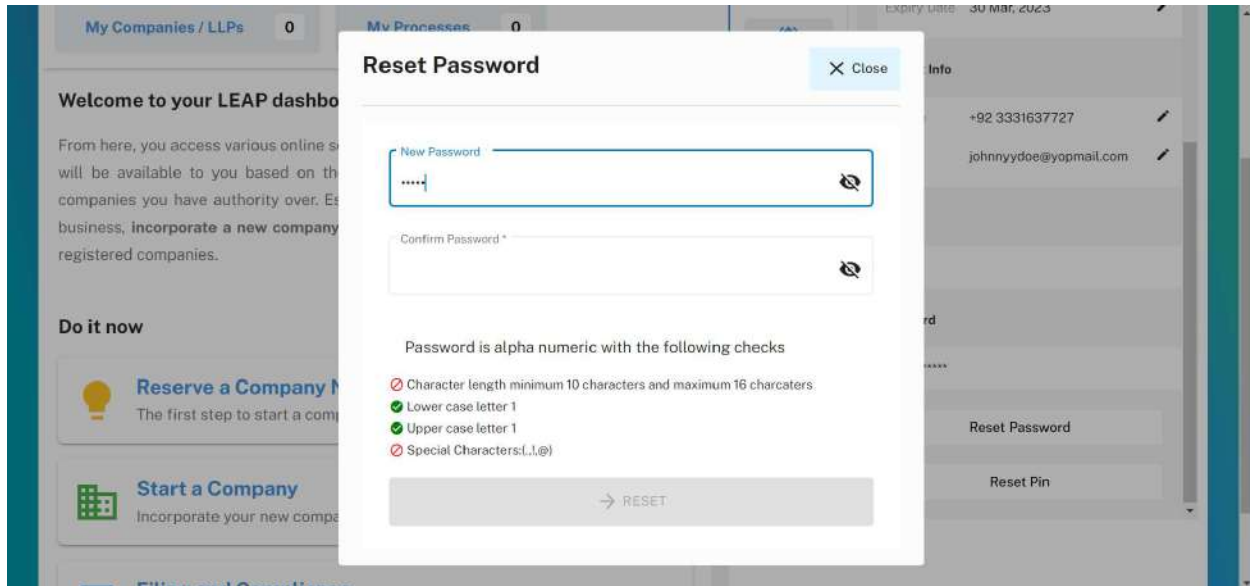 My Companies / LLPs 0
My Processes 0
Expiry Date 30 Mar, 2023
Reset Password
Close
Info
Welcome to your LEAP dashbo
+92 3331637727
From here, you access various online s
New Password
johnnyydoe@yopmail.com
will be available to you based on th
•••••
companies you have authority over. Es
business, incorporate a new company
Confirm Password *
registered companies.
rd
Do it now
Password is alpha numeric with the following checks
*****
Reserve a Company N
Character length minimum 10 characters and maximum 16 charcaters
The first step to start a comp
Lower case letter 1
Upper case letter 1
Reset Password
Special Characters:(.,!,@)
Start a Company
Reset Pin
RESET
Incorporate your new compa